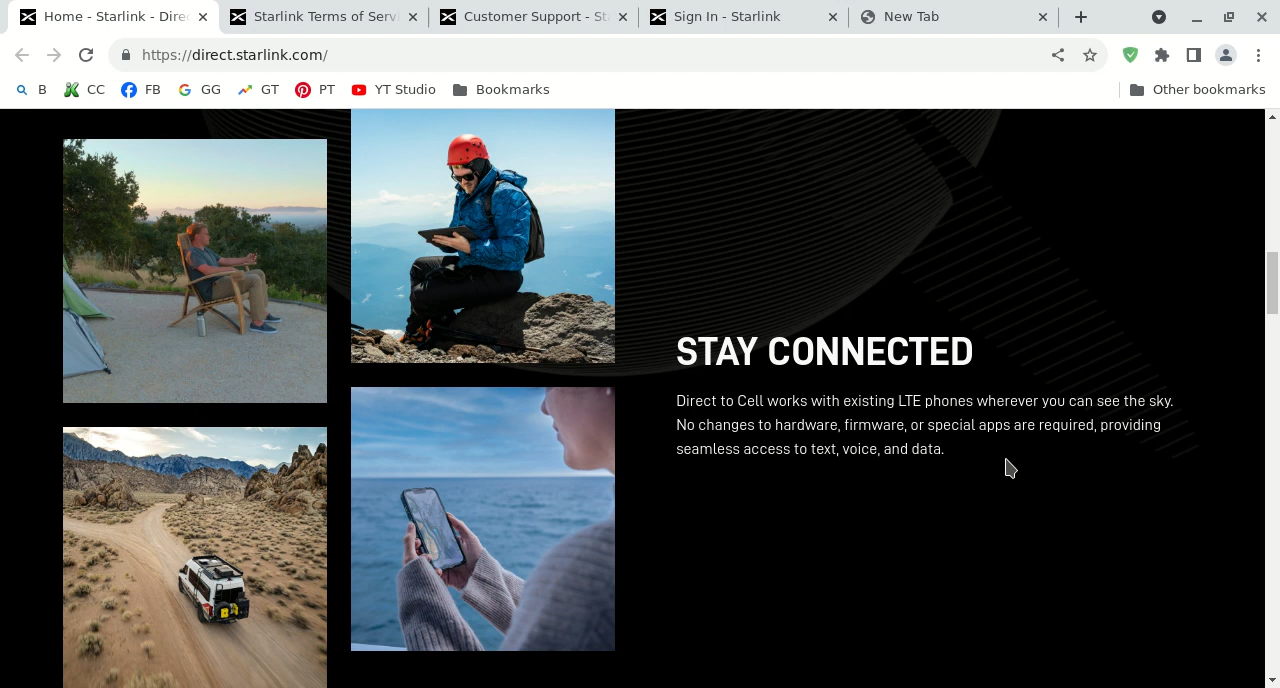 Home - Starlink - Direc
Starlink Terms of Servi
Customer Support - St
Sign In - Starlink
New Tab
https://direct.starlink.com/
B
CC
FB
GG
GT
PT
YT Studio
Bookmarks
Other bookmarks
STAY CONNECTED
Direct to Cell works with existing LTE phones wherever you can see the sky.
No changes to hardware, firmware, or special apps are required, providing
seamless access to text, voice, and data.